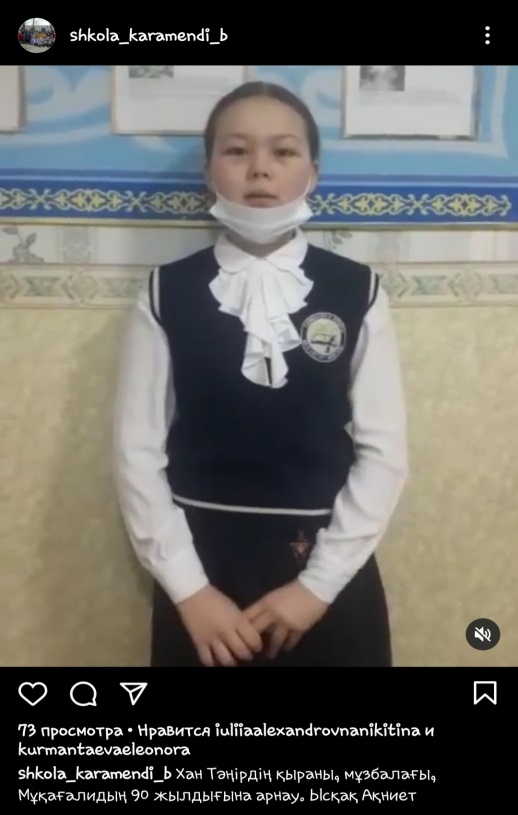 shkola_karamendi_b
73 просмотра • Нравится iuliiaalexandrovnanikitina и
kurmantaevaeleonora
shkola_karamendi_b Хан Тәңірдің қыраны, мұзбалағы,
Мұқағалидың 90 жылдығына арнау. Ысқақ Ақниет